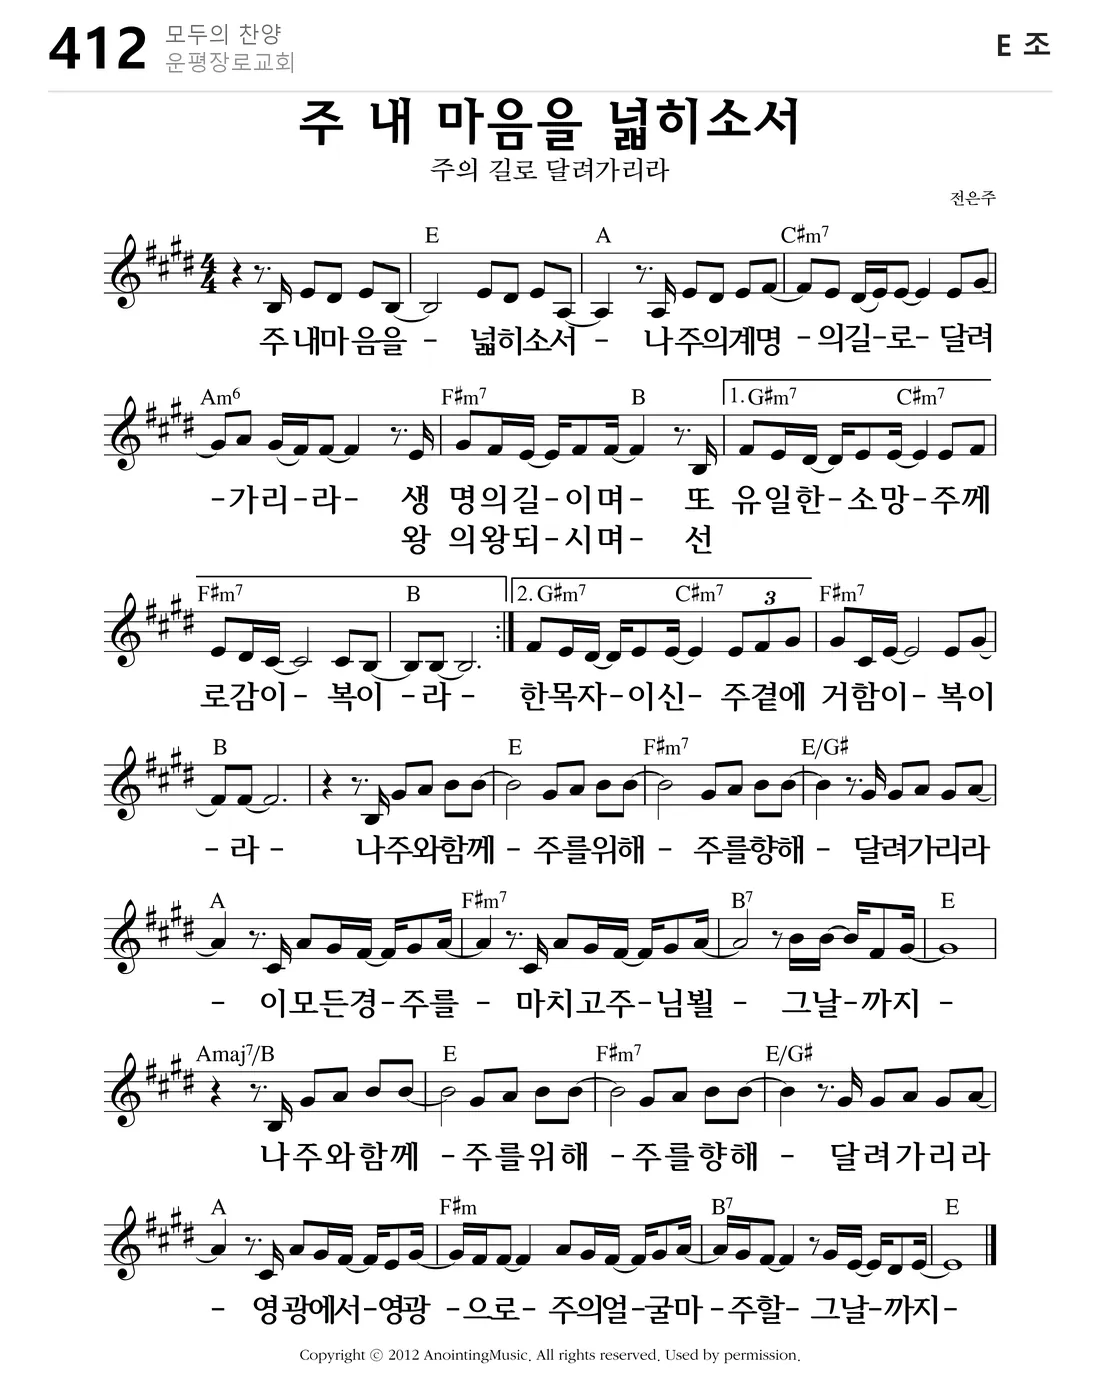 412 모두의 찬양
운평장로교회
E 조
주 내 마음을 넓히소서
주의 길로 달려가리라
전은주
E A C#m7
주 내마음을 - 넓히소서 - 나주의계명 - 의길-로- 달려
Am6 F#m7 B 1. G#m7 C#m7
-가리-라- 생 명의길-이며- 또 유일한-소망-주께
왕 의왕되-시며- 선
F#m7 B 2. G#m7 C#m7 3 F#m7
로감이- 복이 -라- 한목자-이신- 주곁에 거함이-복이
B E F#m7 E/G#
-라- 나주와함께 - 주를위해 - 주를향해 - 달려가리라
A F#m7 B7 E
- 이모든경-주를 - 마치고주-님뵐 - 그날-까지 -
Amaj7/B E F#m7 E/G#
나주와함께 -주를위해 -주를향해 - 달려가리라
A F#m B7 E
- 영광에서-영광 -으로- 주의얼-굴마 -주할- 그날-까지-
Copyright ⓒ 2012 AnointingMusic. All rights reserved. Used by permission.